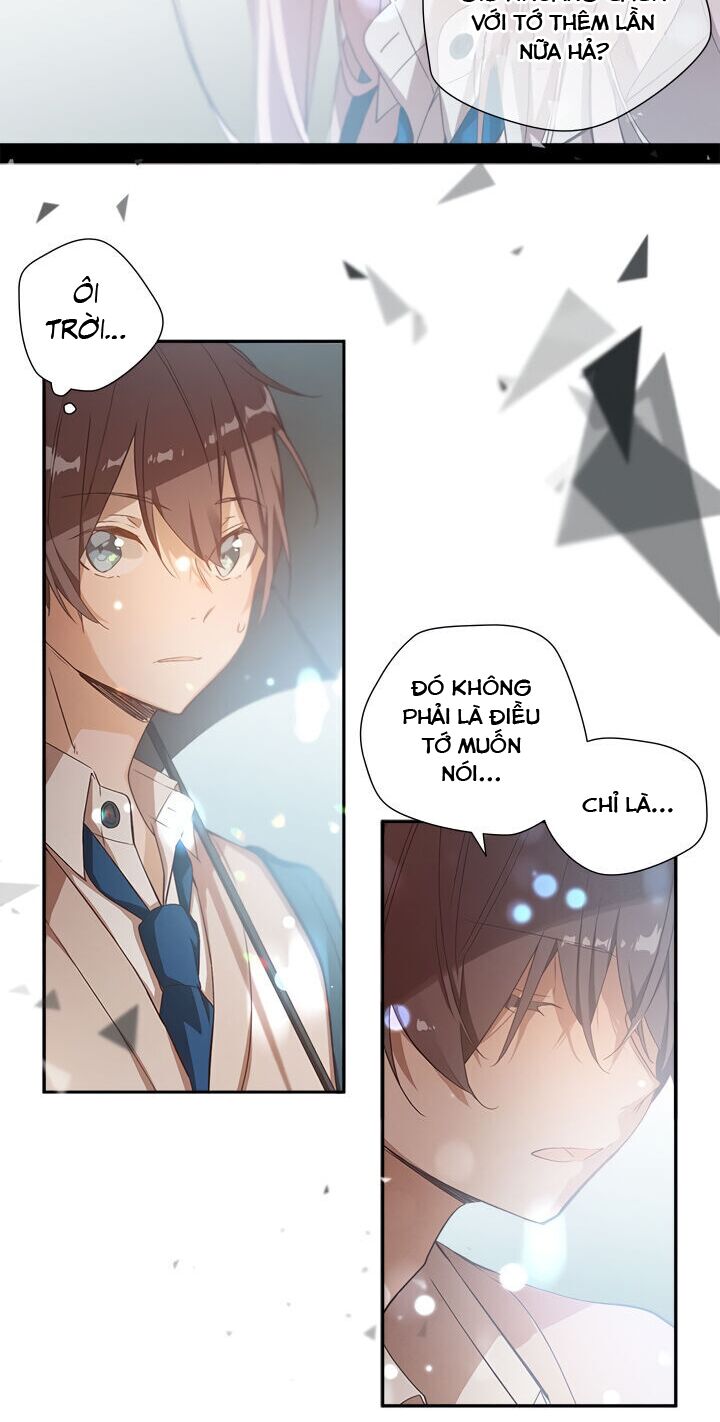 VỚI TỚ THÊM LẦN
NỮA HẢ?
ÔI
TRỜI...
ĐÓ KHÔNG
PHẢI LÀ ĐIỀU
TỚ MUỐN
NÓI...
CHỈ LÀ...